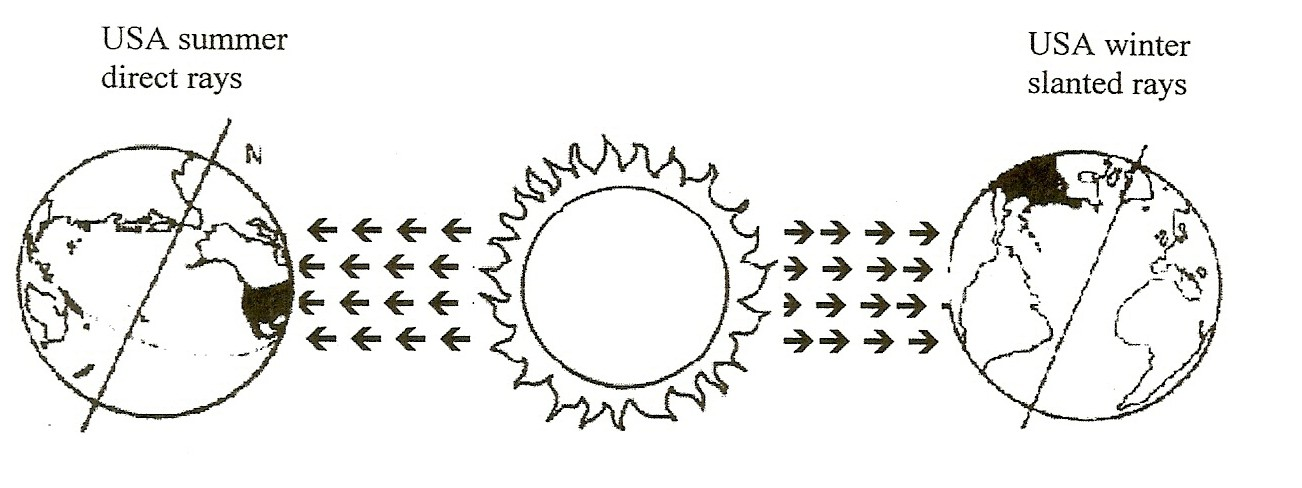 USA summer
direct rays
USA winter
slanted rays
N